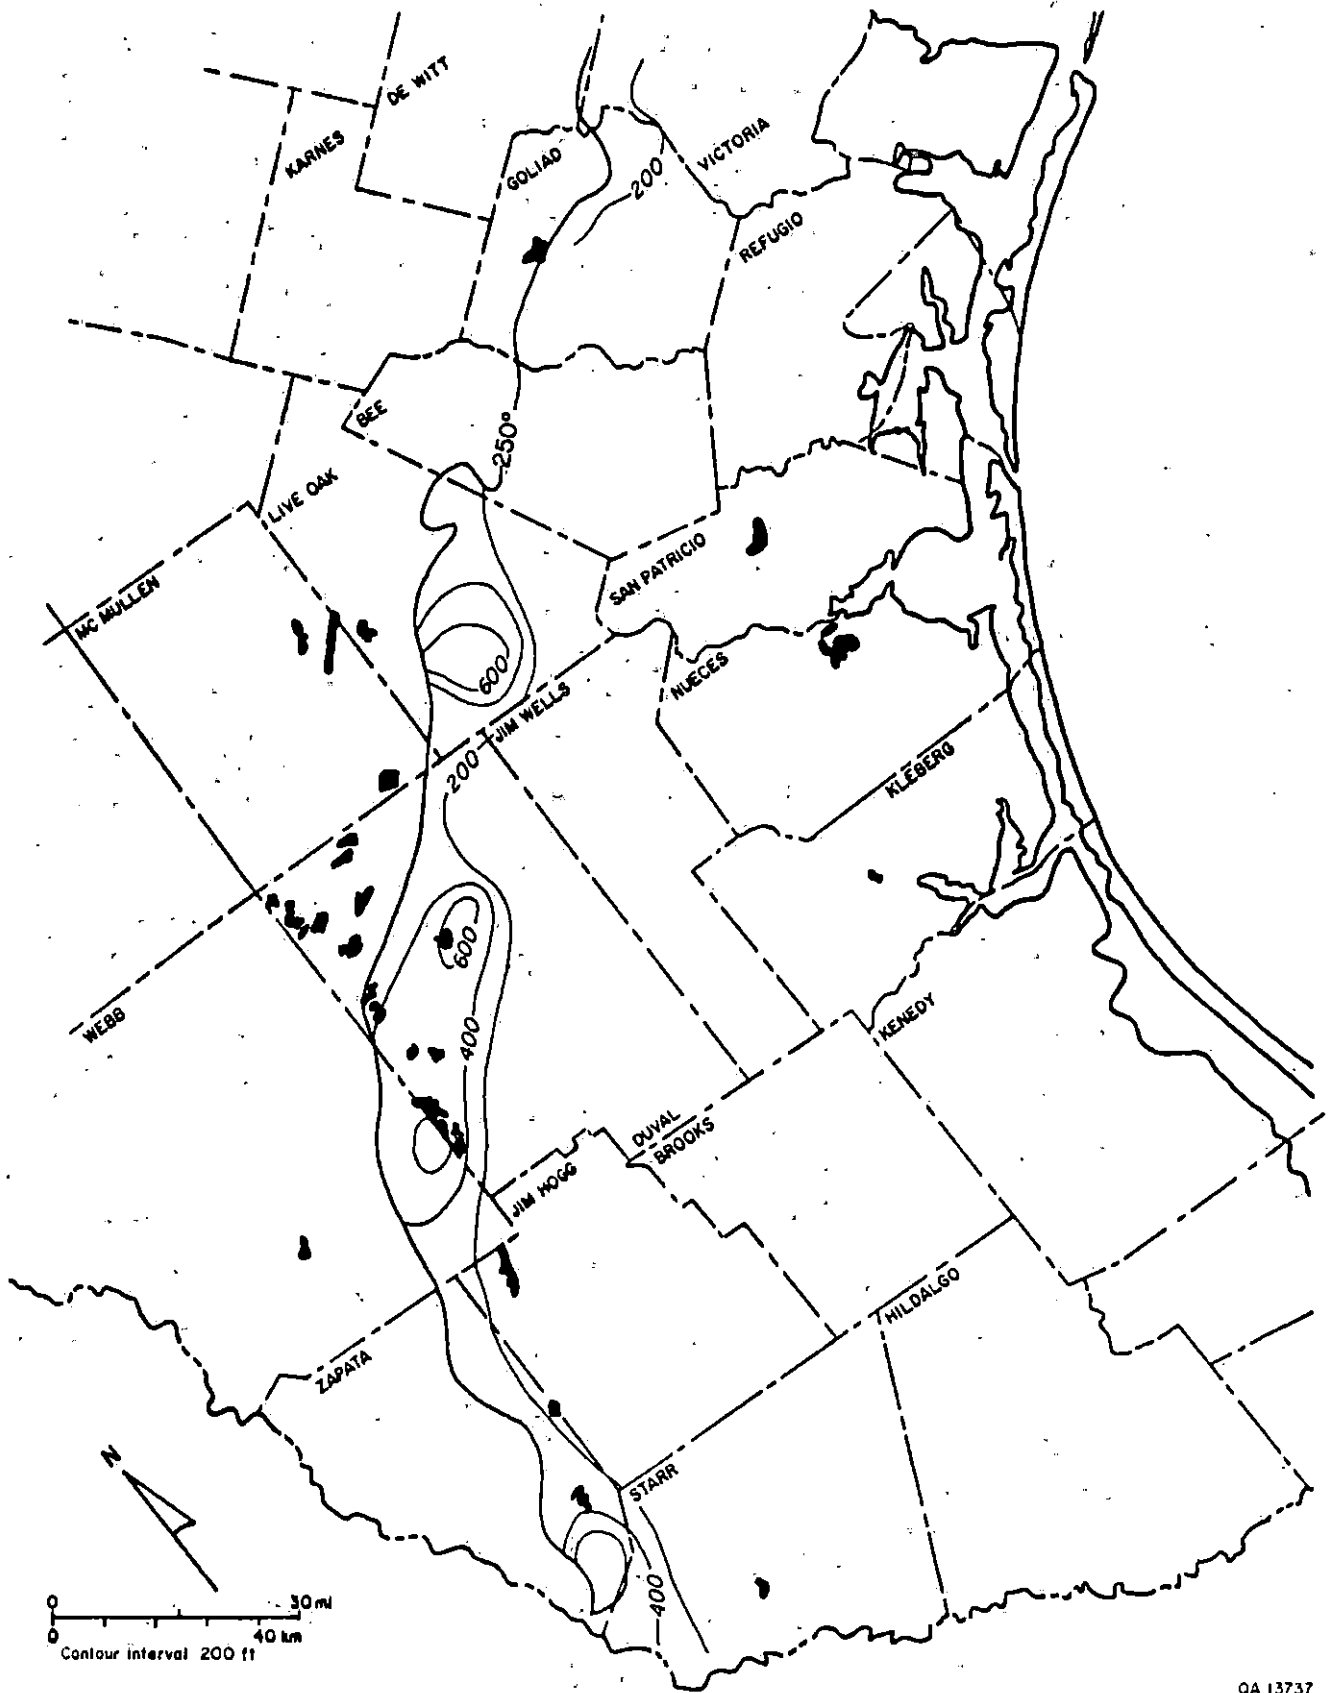 DE WITT
KARNES
GOLIAD
VICTORIA
200
REFUGIO
BEE
250°
LIVE OAK
SAN PATRICIO
MC MULLEN
600
NUECES
JIM WELLS
200
KLEBERG
600
WEBB
400
KENEDY
DUVAL
BROOKS
JIM HOGG
HILDALGO
ZAPATA
N
STARR
400
0 30 mi
0 40 km
Contour interval 200 ft
QA 13737